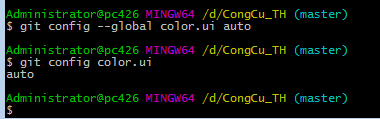 Administrator@pc426 MINGW64 /d/CongCu_TH (master)
$ git config --global color.ui auto
Administrator@pc426 MINGW64 /d/CongCu_TH (master)
$ git config color.ui
auto
Administrator@pc426 MINGW64 /d/CongCu_TH (master)
$